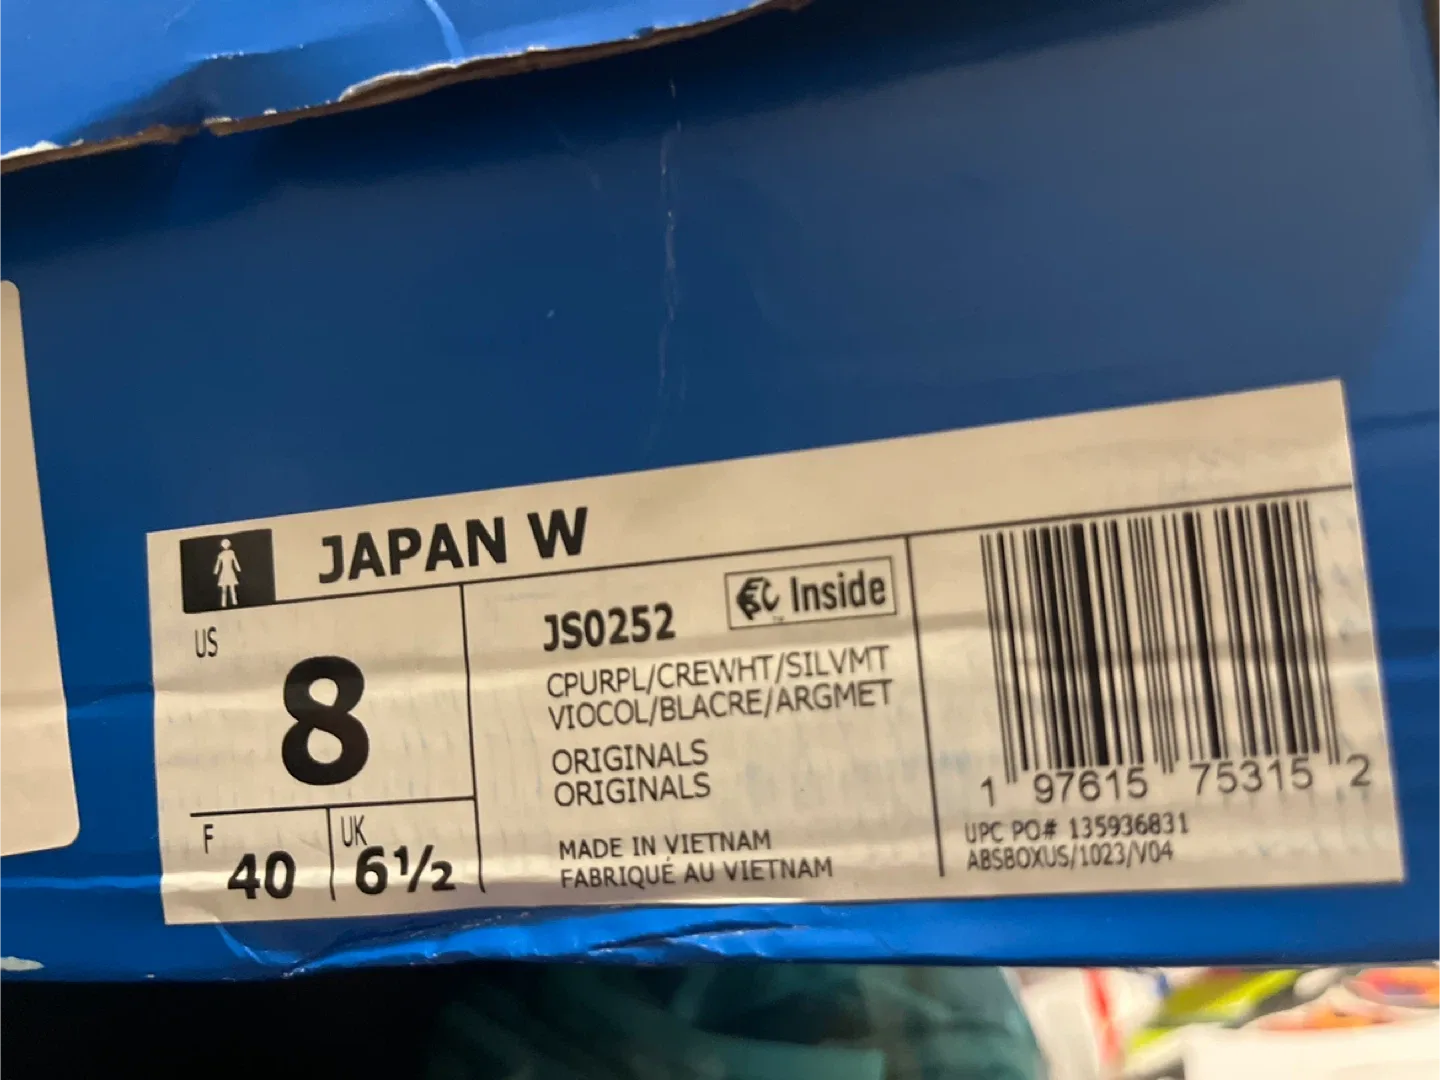 JAPAN W
US
8
F
40
UK
6½
JS0252
Inside
CPURPL/CREWHT/SILVMT
VIOCOL/BLACRE/ARGMET
ORIGINALS
ORIGINALS
MADE IN VIETNAM
FABRIQUÉ AU VIETNAM
1 97615 75315 2
UPC PO# 135936831
ABSBOXUS/1023/V04